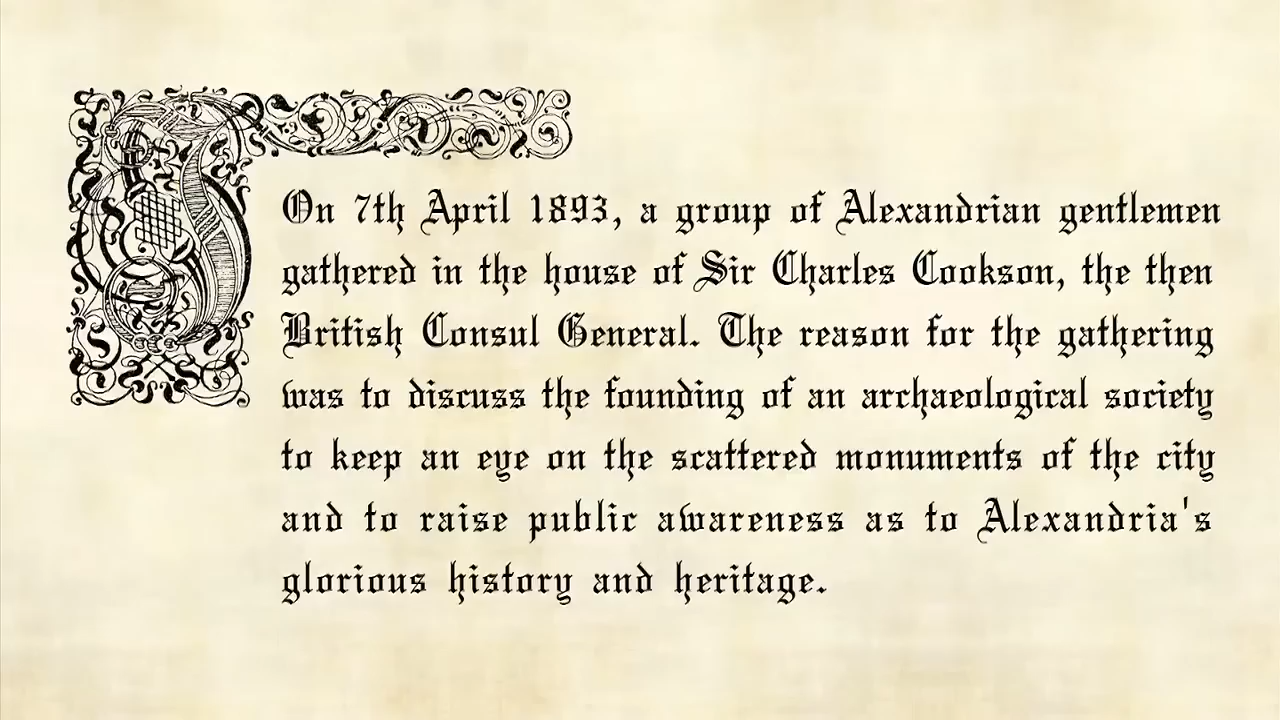 On 7th April 1893, a group of Alexandrian gentlemen
gathered in the house of Sir Charles Cookson, the then
British Consul General. The reason for the gathering
was to discuss the founding of an archaeological society
to keep an eye on the scattered monuments of the city
and to raise public awareness as to Alexandria's
glorious history and heritage.